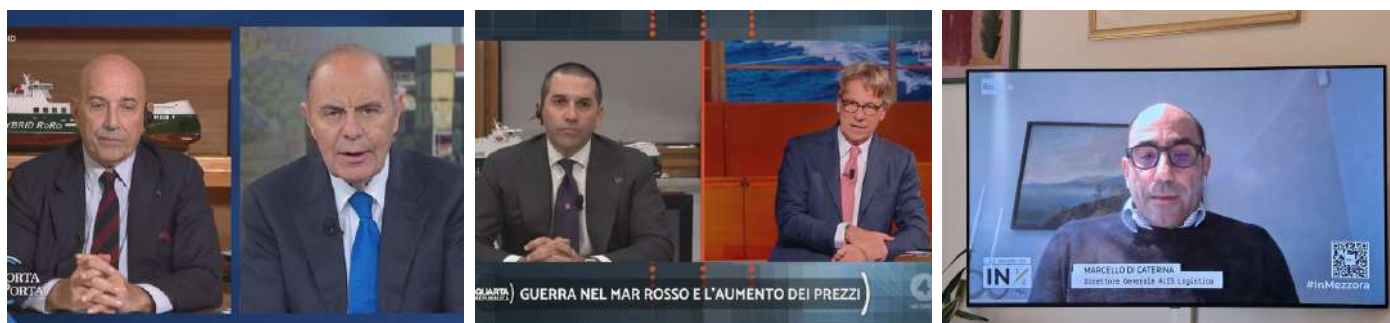 HYBRID RoRo
PORTA
PORTA
QUARTA
REPUBBLICA
GUERRA NEL MAR ROSSO E L'AUMENTO DEI PREZZI
IN
MARCELLO DI CATERINA
Direttore Generale ALIS Logistica
#inMezzora